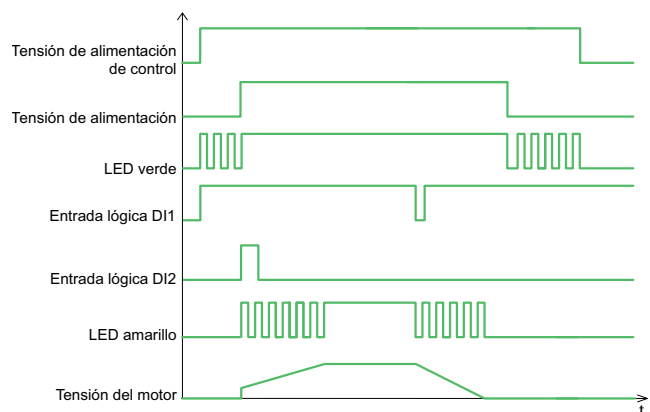 Tensión de alimentación
de control
Tensión de alimentación
LED verde
Entrada lógica DI1
Entrada lógica DI2
LED amarillo
Tensión del motor
t